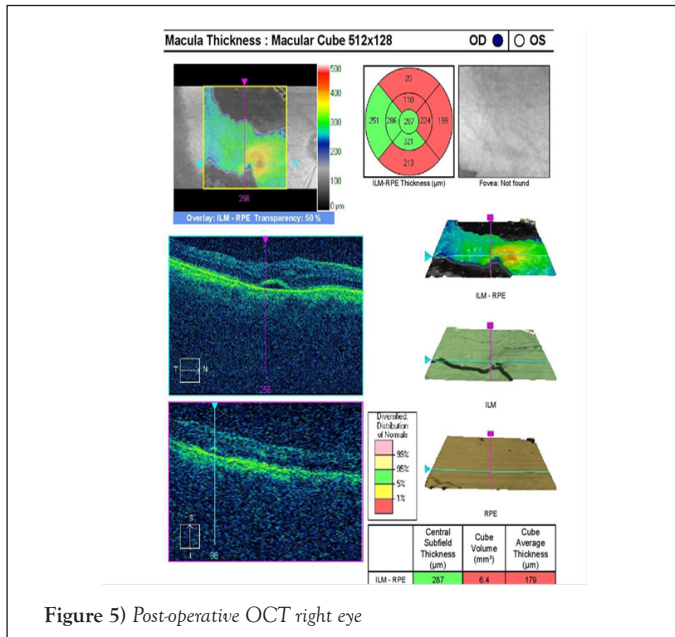 Macula Thickness : Macular Cube 512x128 OD OS
500
400
300
200
100
0 µm
256
Overlay: ILM - RPE Transparency: 50 %
20
110
251 286 287 224 199
321
213
ILM-RPE Thickness (µm)
Fovea: Not found
ILM - RPE
T N
256
ILM
S
I
98
Diversified:
Distribution
of Normals
99%
95%
5%
1%
RPE
Central Subfield Thickness (µm) Cube Volume (mm³) Cube Average Thickness (µm)
ILM - RPE 287 6.4 179
Figure 5) Post-operative OCT right eye